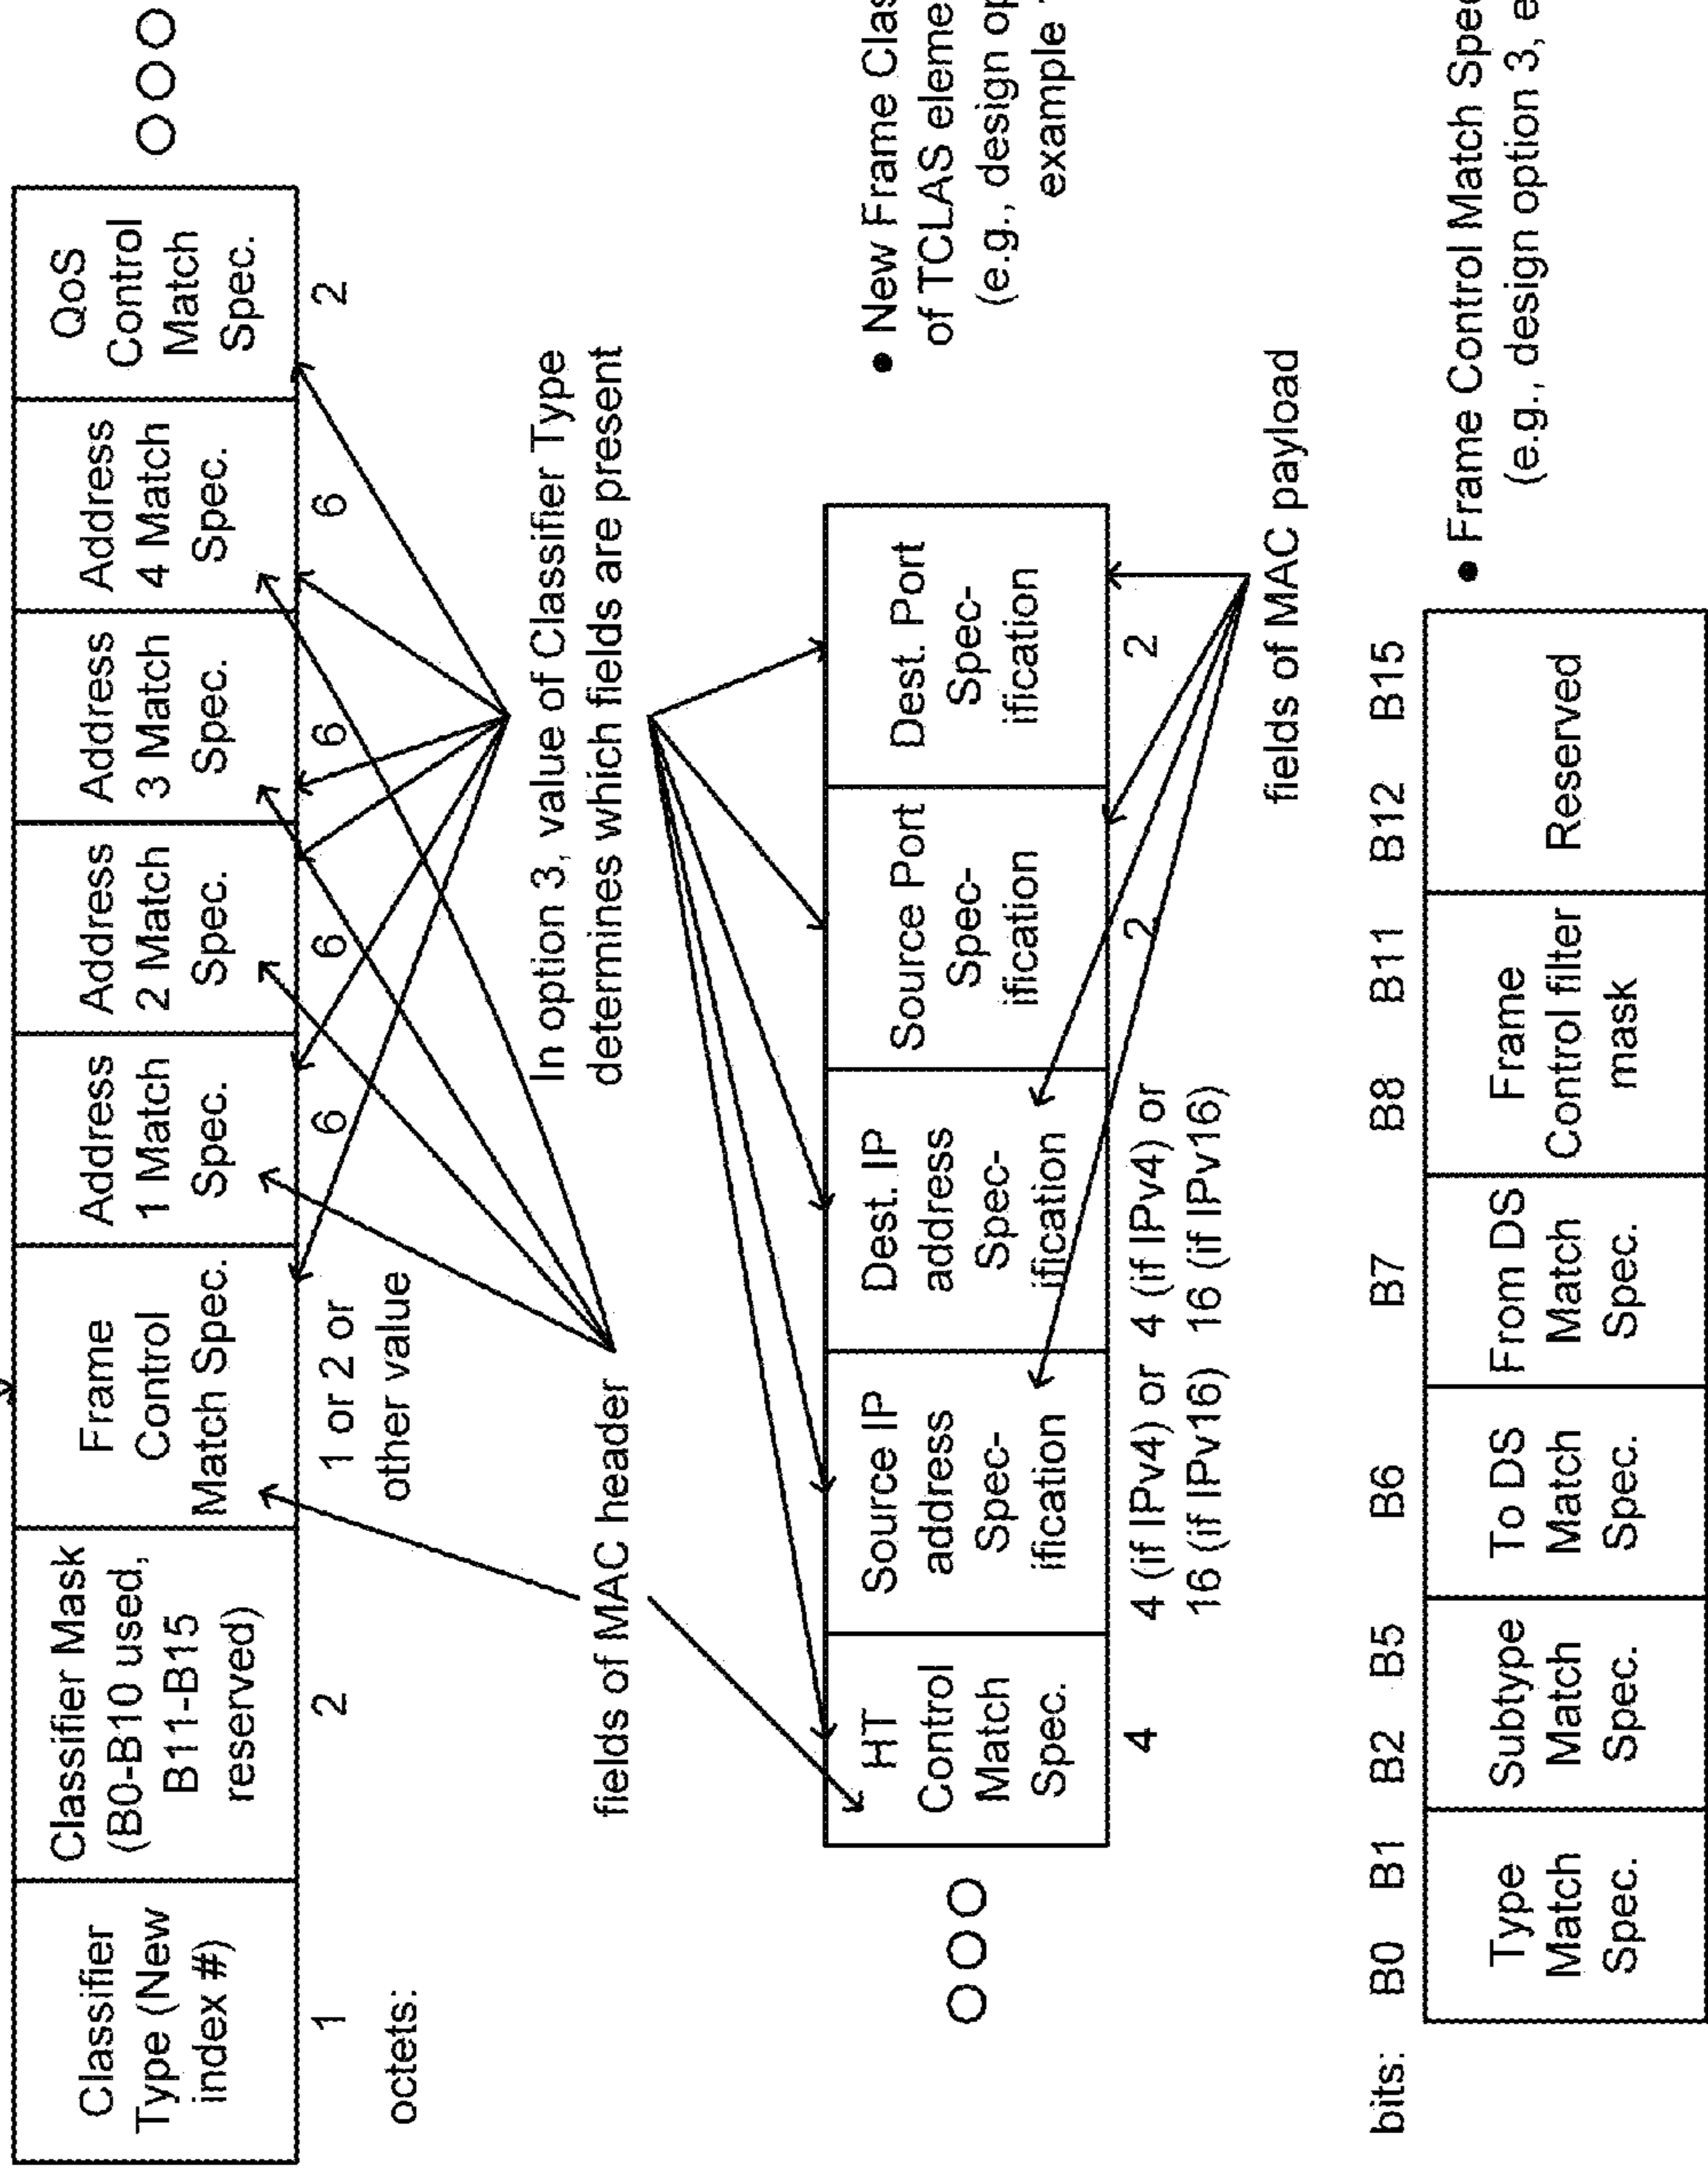 Classifier
Type (New
index #)
Classifier Mask
(B0-B10 used,
B11-B15
reserved)
Frame
Control
Match Spec.
Address
1 Match
Spec.
Address
2 Match
Spec.
Address
3 Match
Spec.
Address
4 Match
Spec.
QoS
Control
Match
Spec.
1
2
1 or 2 or
other value
6
6
6
6
2
octets:
In option 3, value of Classifier Type
determines which fields are present
fields of MAC header
HT
Control
Match
Spec.
Source IP
address
Spec-
ification
Dest. IP
address
Spec-
ification
Source Port
Spec-
ification
Dest. Port
Spec-
ification
4
4 (if IPv4) or
16 (if IPv16)
4 (if IPv4) or
16 (if IPv16)
2
2
• New Frame Clas
of TCLAS eleme
(e.g., design op
example
fields of MAC payload
bits:
B0 B1
B2 B5
B6
B7
B8 B11
B12 B15
Type
Match
Spec.
Subtype
Match
Spec.
To DS
Match
Spec.
From DS
Match
Spec.
Frame
Control filter
mask
Reserved
• Frame Control Match Spec
(e.g., design option 3, e